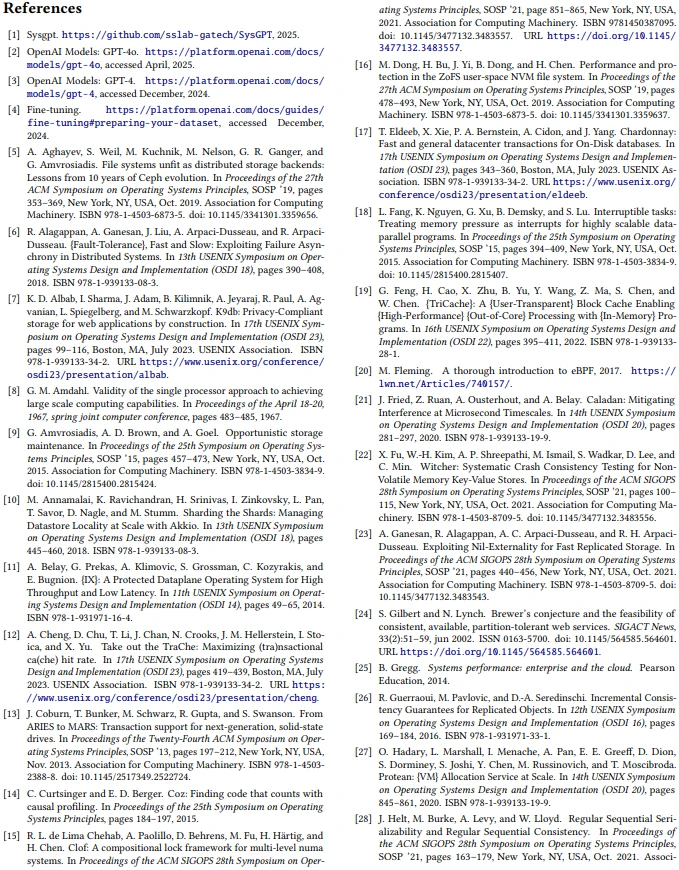 References
[1] Sysgpt. https://github.com/sslab-gatech/SysGPT, 2025.
[2] OpenAI Models: GPT-4o. https://platform.openai.com/docs/
models/gpt-4o, accessed April, 2025.
[3] OpenAI Models: GPT-4. https://platform.openai.com/docs/
models/gpt-4, accessed December, 2024.
[4] Fine-tuning. https://platform.openai.com/docs/guides/
fine-tuning#preparing-your-dataset, accessed December,
2024.
[5] A. Aghayev, S. Weil, M. Kuchnik, M. Nelson, G. R. Ganger, and
G. Amvrosiadis. File systems unfit as distributed storage backends:
Lessons from 10 years of Ceph evolution. In Proceedings of the 27th
ACM Symposium on Operating Systems Principles, SOSP '19, pages
353–369, New York, NY, USA, Oct. 2019. Association for Computing
Machinery. ISBN 978-1-4503-6873-5. doi: 10.1145/3341301.3359656.
[6] R. Alagappan, A. Ganesan, J. Liu, A. Arpaci-Dusseau, and R. Arpaci-
Dusseau. {Fault-Tolerance}, Fast and Slow: Exploiting Failure Asyn-
chrony in Distributed Systems. In 13th USENIX Symposium on Oper-
ating Systems Design and Implementation (OSDI 18), pages 390–408,
2018. ISBN 978-1-939133-08-3.
[7] K. D. Albab, I. Sharma, J. Adam, B. Kilimnik, A. Jeyaraj, R. Paul, A. Ag-
vanian, L. Spiegelberg, and M. Schwarzkopf. K9db: Privacy-Compliant
storage for web applications by construction. In 17th USENIX Sym-
posium on Operating Systems Design and Implementation (OSDI 23),
pages 99–116, Boston, MA, July 2023. USENIX Association. ISBN
978-1-939133-34-2. URL https://www.usenix.org/conference/
osdi23/presentation/albab.
[8] G. M. Amdahl. Validity of the single processor approach to achieving
large scale computing capabilities. In Proceedings of the April 18-20,
1967, spring joint computer conference, pages 483–485, 1967.
[9] G. Amvrosiadis, A. D. Brown, and A. Goel. Opportunistic storage
maintenance. In Proceedings of the 25th Symposium on Operating Sys-
tems Principles, SOSP '15, pages 457–473, New York, NY, USA, Oct.
2015. Association for Computing Machinery. ISBN 978-1-4503-3834-9.
doi: 10.1145/2815400.2815424.
[10] M. Annamalai, K. Ravichandran, H. Srinivas, I. Zinkovsky, L. Pan,
T. Savor, D. Nagle, and M. Stumm. Sharding the Shards: Managing
Datastore Locality at Scale with Akkio. In 13th USENIX Symposium
on Operating Systems Design and Implementation (OSDI 18), pages
445–460, 2018. ISBN 978-1-939133-08-3.
[11] A. Belay, G. Prekas, A. Klimovic, S. Grossman, C. Kozyrakis, and
E. Bugnion. {IX}: A Protected Dataplane Operating System for High
Throughput and Low Latency. In 11th USENIX Symposium on Operat-
ing Systems Design and Implementation (OSDI 14), pages 49–65, 2014.
ISBN 978-1-931971-16-4.
[12] A. Cheng, D. Chu, T. Li, J. Chan, N. Crooks, J. M. Hellerstein, I. Sto-
ica, and X. Yu. Take out the TraChe: Maximizing (tra)nsactional
ca(che) hit rate. In 17th USENIX Symposium on Operating Systems
Design and Implementation (OSDI 23), pages 419–439, Boston, MA, July
2023. USENIX Association. ISBN 978-1-939133-34-2. URL https:
//www.usenix.org/conference/osdi23/presentation/cheng.
[13] J. Coburn, T. Bunker, M. Schwarz, R. Gupta, and S. Swanson. From
ARIES to MARS: Transaction support for next-generation, solid-state
drives. In Proceedings of the Twenty-Fourth ACM Symposium on Oper-
ating Systems Principles, SOSP '13, pages 197–212, New York, NY, USA,
Nov. 2013. Association for Computing Machinery. ISBN 978-1-4503-
2388-8. doi: 10.1145/2517349.2522724.
[14] C. Curtsinger and E. D. Berger. Coz: Finding code that counts with
causal profiling. In Proceedings of the 25th Symposium on Operating
Systems Principles, pages 184–197, 2015.
[15] R. L. de Lima Chehab, A. Paolillo, D. Behrens, M. Fu, H. Härtig, and
H. Chen. Clof: A compositional lock framework for multi-level numa
systems. In Proceedings of the ACM SIGOPS 28th Symposium on Oper-
ating Systems Principles, SOSP '21, page 851–865, New York, NY, USA,
2021. Association for Computing Machinery. ISBN 9781450387095.
doi: 10.1145/3477132.3483557. URL https://doi.org/10.1145/
3477132.3483557.
[16] M. Dong, H. Bu, J. Yi, B. Dong, and H. Chen. Performance and pro-
tection in the ZoFS user-space NVM file system. In Proceedings of the
27th ACM Symposium on Operating Systems Principles, SOSP '19, pages
478–493, New York, NY, USA, Oct. 2019. Association for Computing
Machinery. ISBN 978-1-4503-6873-5. doi: 10.1145/3341301.3359637.
[17] T. Eldeeb, X. Xie, P. A. Bernstein, A. Cidon, and J. Yang. Chardonnay:
Fast and general datacenter transactions for On-Disk databases. In
17th USENIX Symposium on Operating Systems Design and Implemen-
tation (OSDI 23), pages 343–360, Boston, MA, July 2023. USENIX As-
sociation. ISBN 978-1-939133-34-2. URL https://www.usenix.org/
conference/osdi23/presentation/eldeeb.
[18] L. Fang, K. Nguyen, G. Xu, B. Demsky, and S. Lu. Interruptible tasks:
Treating memory pressure as interrupts for highly scalable data-
parallel programs. In Proceedings of the 25th Symposium on Operating
Systems Principles, SOSP '15, pages 394–409, New York, NY, USA, Oct.
2015. Association for Computing Machinery. ISBN 978-1-4503-3834-9.
doi: 10.1145/2815400.2815407.
[19] G. Feng, H. Cao, X. Zhu, B. Yu, Y. Wang, Z. Ma, S. Chen, and
W. Chen. {TriCache}: A {User-Transparent} Block Cache Enabling
{High-Performance} {Out-of-Core} Processing with {In-Memory} Pro-
grams. In 16th USENIX Symposium on Operating Systems Design and
Implementation (OSDI 22), pages 395–411, 2022. ISBN 978-1-939133-
28-1.
[20] M. Fleming. A thorough introduction to eBPF, 2017. https://
lwn.net/Articles/740157/.
[21] J. Fried, Z. Ruan, A. Ousterhout, and A. Belay. Caladan: Mitigating
Interference at Microsecond Timescales. In 14th USENIX Symposium
on Operating Systems Design and Implementation (OSDI 20), pages
281–297, 2020. ISBN 978-1-939133-19-9.
[22] X. Fu, W.-H. Kim, A. P. Shreepathi, M. Ismail, S. Wadkar, D. Lee, and
C. Min. Witcher: Systematic Crash Consistency Testing for Non-
Volatile Memory Key-Value Stores. In Proceedings of the ACM SIGOPS
28th Symposium on Operating Systems Principles, SOSP '21, pages 100–
115, New York, NY, USA, Oct. 2021. Association for Computing Ma-
chinery. ISBN 978-1-4503-8709-5. doi: 10.1145/3477132.3483556.
[23] A. Ganesan, R. Alagappan, A. C. Arpaci-Dusseau, and R. H. Arpaci-
Dusseau. Exploiting Nil-Externality for Fast Replicated Storage. In
Proceedings of the ACM SIGOPS 28th Symposium on Operating Systems
Principles, SOSP '21, pages 440–456, New York, NY, USA, Oct. 2021.
Association for Computing Machinery. ISBN 978-1-4503-8709-5. doi:
10.1145/3477132.3483543.
[24] S. Gilbert and N. Lynch. Brewer's conjecture and the feasibility of
consistent, available, partition-tolerant web services. SIGACT News,
33(2):51–59, jun 2002. ISSN 0163-5700. doi: 10.1145/564585.564601.
URL https://doi.org/10.1145/564585.564601.
[25] B. Gregg. Systems performance: enterprise and the cloud. Pearson
Education, 2014.
[26] R. Guerraoui, M. Pavlovic, and D.-A. Seredinschi. Incremental Consis-
tency Guarantees for Replicated Objects. In 12th USENIX Symposium
on Operating Systems Design and Implementation (OSDI 16), pages
169–184, 2016. ISBN 978-1-931971-33-1.
[27] O. Hadary, L. Marshall, I. Menache, A. Pan, E. E. Greeff, D. Dion,
S. Dorminey, S. Joshi, Y. Chen, M. Russinovich, and T. Moscibroda.
Protean: {VM} Allocation Service at Scale. In 14th USENIX Symposium
on Operating Systems Design and Implementation (OSDI 20), pages
845–861, 2020. ISBN 978-1-939133-19-9.
[28] J. Helt, M. Burke, A. Levy, and W. Lloyd. Regular Sequential Seri-
alizability and Regular Sequential Consistency. In Proceedings of
the ACM SIGOPS 28th Symposium on Operating Systems Principles,
SOSP '21, pages 163–179, New York, NY, USA, Oct. 2021. Associ-